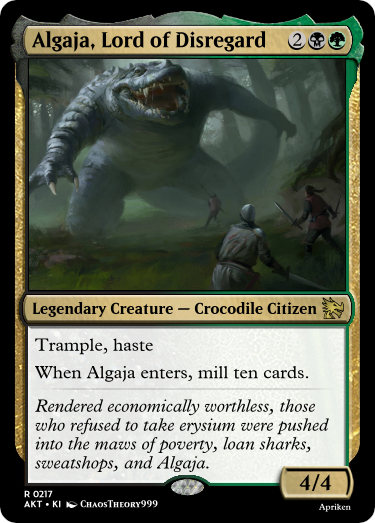 Algaja, Lord of Disregard 2
Legendary Creature — Crocodile Citizen
Trample, haste
When Algaja enters, mill ten cards.
Rendered economically worthless, those
who refused to take erysium were pushed
into the maws of poverty, loan sharks,
sweatshops, and Algaja.
4/4
R 0217
AKT • KI ChaosTheory999
Apriken